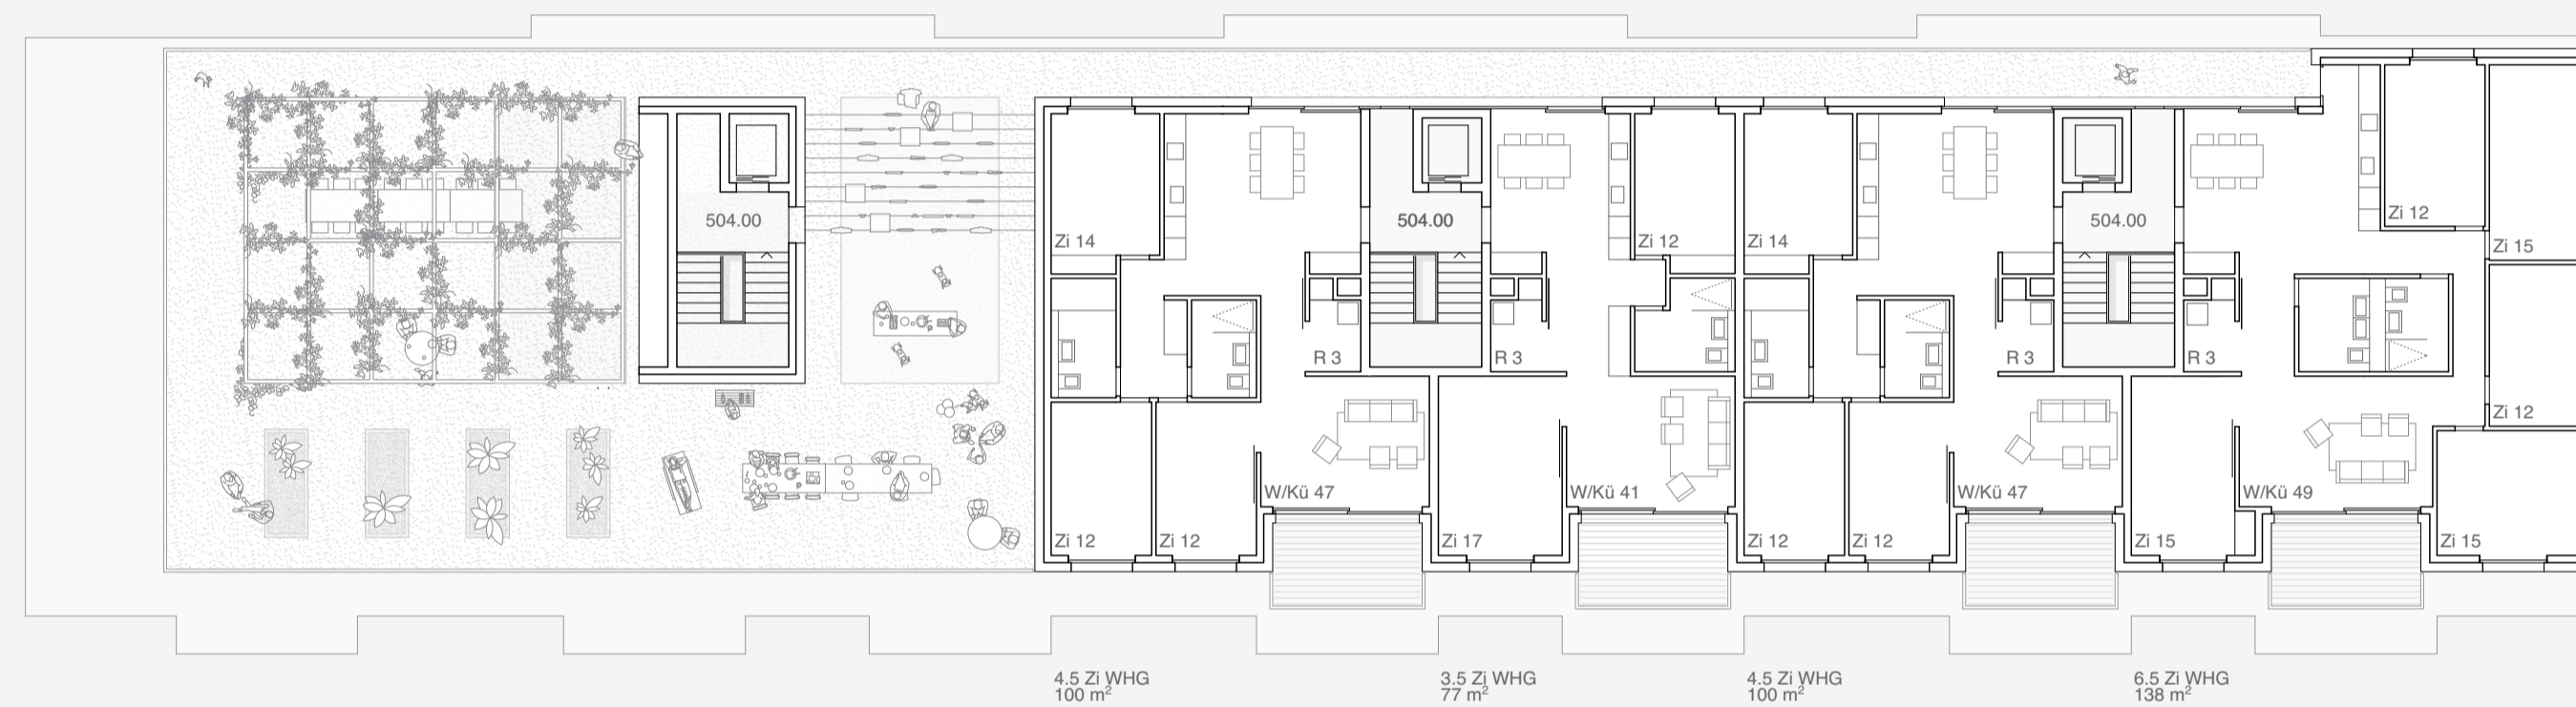 504.00
504.00
504.00
Zi 14
Zi 12
Zi 14
Zi 12
Zi 15
R 3
R 3
R 3
R 3
Zi 12
W/Kü 47
W/Kü 41
W/Kü 47
W/Kü 49
Zi 12
Zi 12
Zi 17
Zi 12
Zi 12
Zi 15
Zi 15
4.5 Zi WHG
100 m²
3.5 Zi WHG
77 m²
4.5 Zi WHG
100 m²
6.5 Zi WHG
138 m²